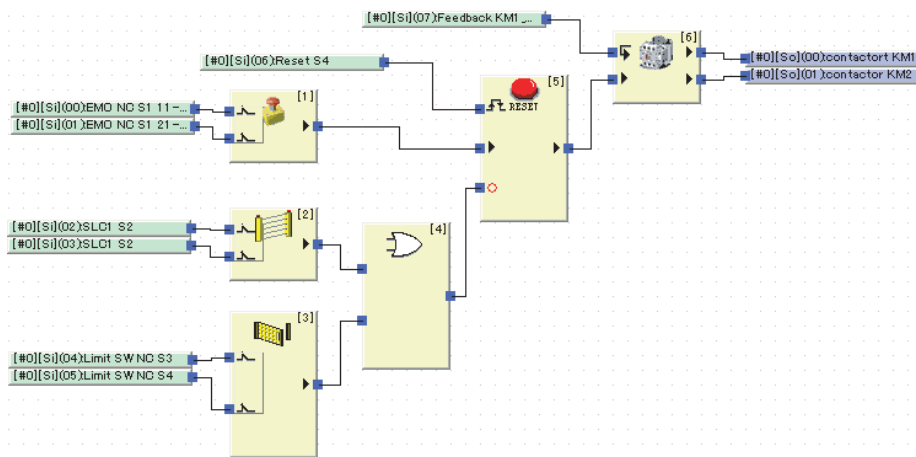 [#0][Si](07):Feedback KM1 _...
[6]
[#0][So](00):contactort KM1
[#0][So](01):contactor KM2
[#0][Si](06):Reset S4
[5]
RESET
[1]
[#0][Si](00):EMO NC S1 11-...
[#0][Si](01):EMO NC S1 21-...
[2]
[#0][Si](02):SLC1 S2
[#0][Si](03):SLC1 S2
[4]
[3]
[#0][Si](04):Limit SW NC S3
[#0][Si](05):Limit SW NC S4